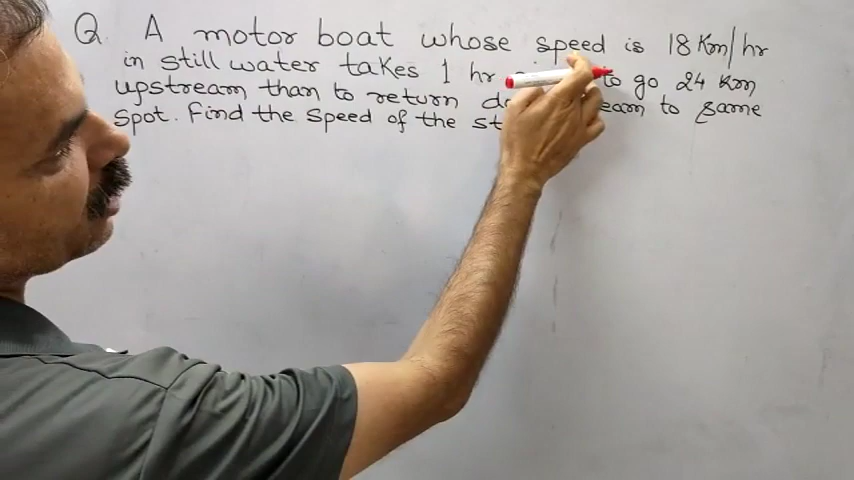 Q. A motor boat whose speed is 18 Km/hr
in still water takes 1 hr to go 24 Km
upstream than to return do eam to same
spot. Find the speed of the st